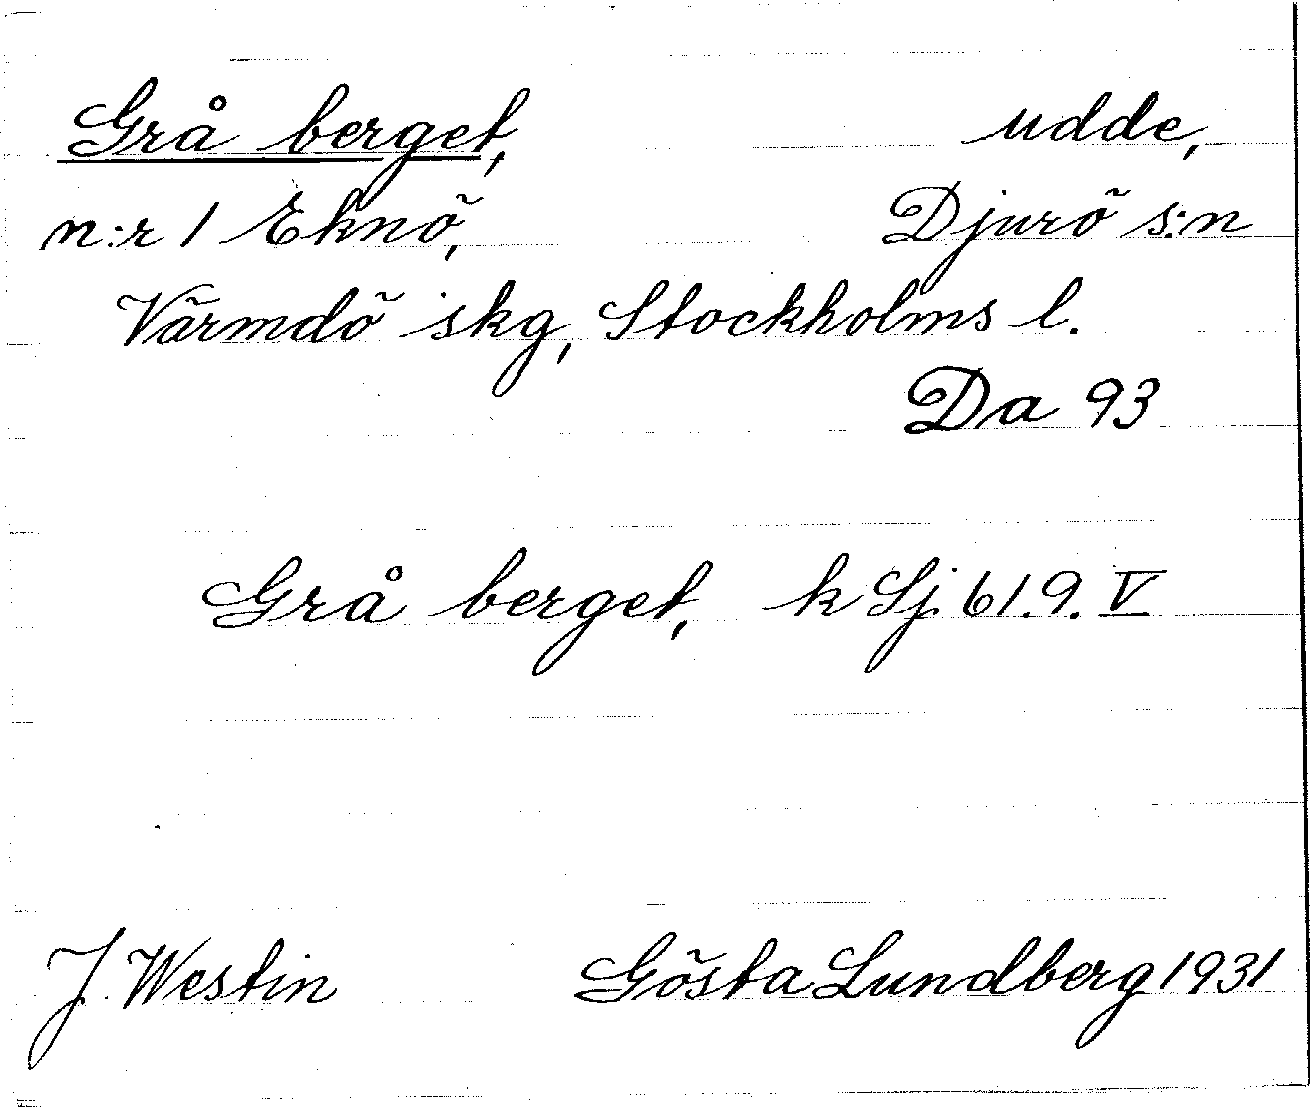 Grå berget, udde,
n:r 1 Eknö, Djurö s:n
Värmdö skg, Stockholms l.
Da 93
Grå berget, k Sj. 61.9. V
J. Westin Gösta Lundberg 1931